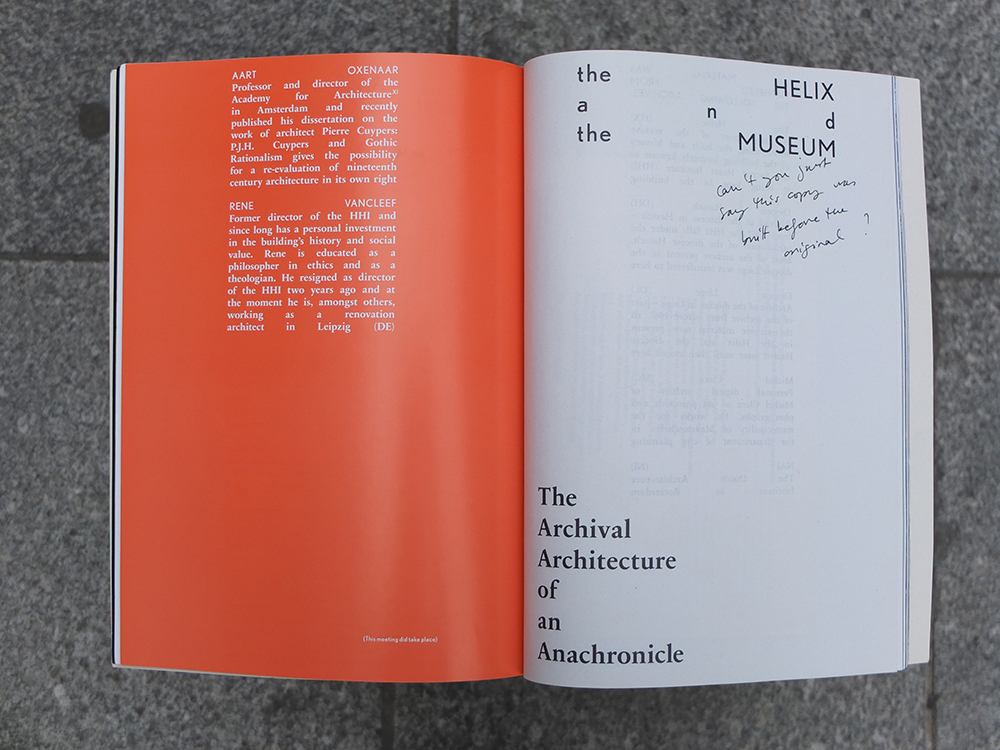 AART OXENAAR
Professor and director of the
Academy for Architecture XI
in Amsterdam and recently
published his dissertation on the
work of architect Pierre Cuypers:
P.J.H. Cuypers and Gothic
Rationalism gives the possibility
for a re-evaluation of nineteenth
century architecture in its own right
RENE VANCLEEF
Former director of the HHI and
since long has a personal investment
in the building's history and social
value. Rene is educated as a
philosopher in ethics and as a
theologian. He resigned as director
of the HHI two years ago and at
the moment he is, amongst others,
working as a renovation
architect in Leipzig (DE)
(This meeting did take place)
the HELIX
a n d
the MUSEUM
can't you just
say this copy was
built before the
original ?
The
Archival
Architecture
of
an
Anachronicle